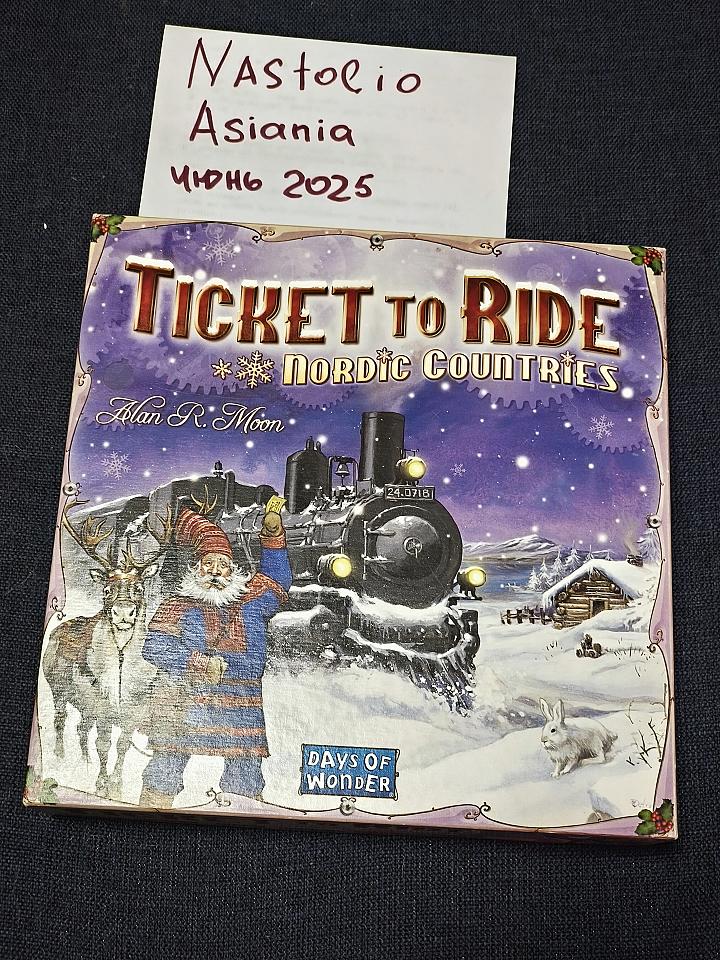 NAStolio
Asiania
июнь 2025
TICKET TO RIDE
NORDIC COUNTRIES
Alan R. Moon
24.0718
DAYS OF
WONDER